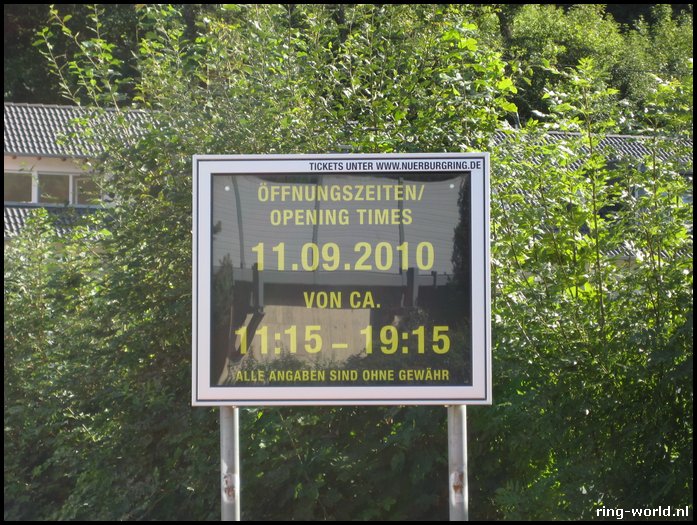 TICKETS UNTER WWW.NUERBURGRING.DE
ÖFFNUNGSZEITEN/
OPENING TIMES
11.09.2010
VON CA.
11:15 – 19:15
ALLE ANGABEN SIND OHNE GEWÄHR
ring-world.nl